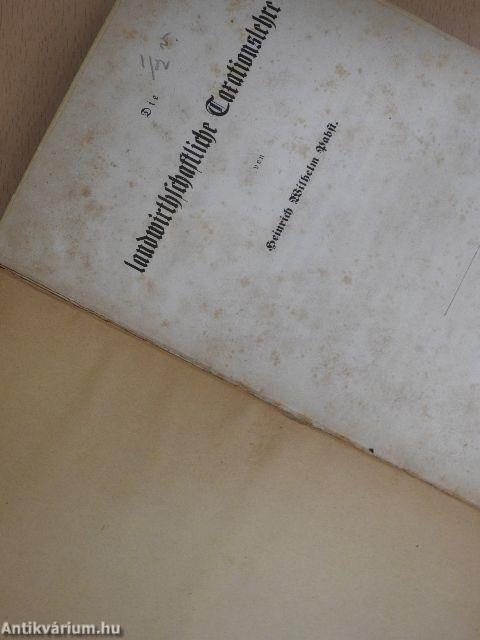 Die
landwirthschaftliche Taxationslehre
von
Heinrich Wilhelm Pabst.
Antikvárium.hu